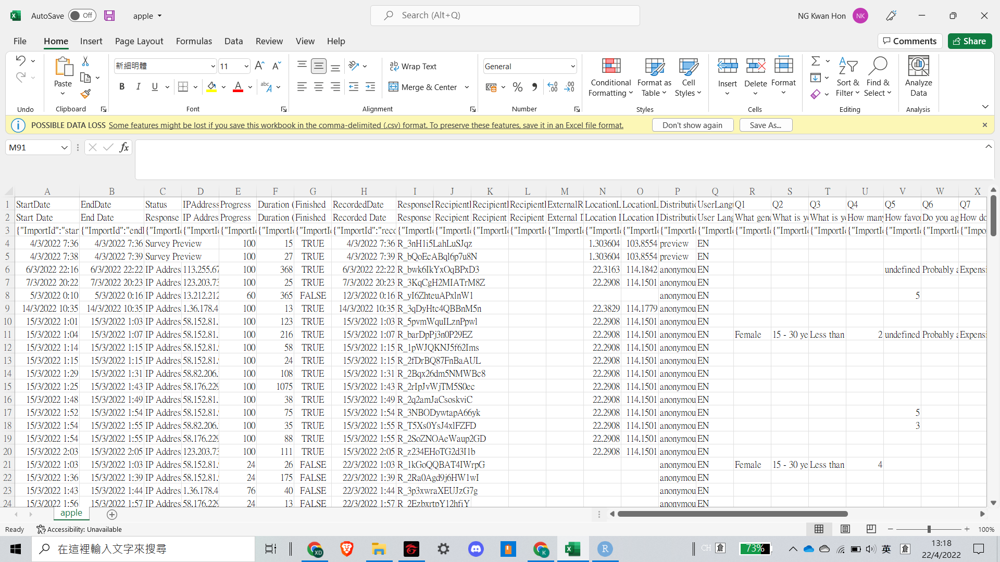 AutoSave Off apple Search (Alt+Q) NG Kwan Hon NK
File Home Insert Page Layout Formulas Data Review View Help Comments Share
新細明體 11 Wrap Text General
Paste B I U Merge & Center Conditional Formatting Format as Table Cell Styles Insert Delete Format Sort & Filter Find & Select Analyze Data
Undo Clipboard Font Alignment Number Styles Cells Editing Analysis
POSSIBLE DATA LOSS Some features might be lost if you save this workbook in the comma-delimited (.csv) format. To preserve these features, save it in an Excel file format. Don't show again Save As...
M91 fx
A B C D E F G H I J K L M N O P Q R S T U V W X
1 StartDate EndDate Status IPAddress Progress Duration ( Finished RecordedDate ResponseI RecipientL RecipientF RecipientE ExternalR LocationL LocationL Distributio UserLang Q1 Q2 Q3 Q4 Q5 Q6 Q7
2 Start Date End Date Response IP Addres Progress Duration ( Finished Recorded Date Response Recipient Recipient Recipient External D Location L Location L Distributio User Lang What gen What is yo What is yo How many How favor Do you ag How do
3 {"ImportId":"star {"ImportId":"endI {"ImportId {"ImportId {"ImportId {"ImportId {"ImportId {"ImportId":"reco {"ImportId {"ImportId {"ImportId {"ImportId {"ImportId {"ImportId {"ImportId {"ImportId {"ImportId {"ImportId {"ImportId {"ImportId {"ImportId {"ImportId {"ImportId {"Impo
4 4/3/2022 7:36 4/3/2022 7:36 Survey Preview 100 15 TRUE 4/3/2022 7:36 R_3nH1i5LahLuSJqz 1.303604 103.8554 preview EN
5 4/3/2022 7:38 4/3/2022 7:39 Survey Preview 100 27 TRUE 4/3/2022 7:39 R_bQoEcABql6p7u8N 1.303604 103.8554 preview EN
6 6/3/2022 22:16 6/3/2022 22:22 IP Addres 113.255.67 100 368 TRUE 6/3/2022 22:22 R_bwk6IkYxOqBPxD3 22.3163 114.1842 anonymou EN undefined Probably a Expensi
7 7/3/2022 20:22 7/3/2022 20:23 IP Addres 123.203.73 100 25 TRUE 7/3/2022 20:23 R_3KqCgH2MIATrM8Z 22.2908 114.1501 anonymou EN
8 5/3/2022 0:10 5/3/2022 0:16 IP Addres 13.212.212 60 365 FALSE 12/3/2022 0:16 R_yI6ZhteuAPxlnW1 anonymou EN 5
9 14/3/2022 10:35 14/3/2022 10:35 IP Addres 1.36.178.4 100 13 TRUE 14/3/2022 10:35 R_3qDyHtc4QBBnM5n 22.3829 114.1779 anonymou EN
10 15/3/2022 1:01 15/3/2022 1:03 IP Addres 58.152.81. 100 123 TRUE 15/3/2022 1:03 R_5pvmWquILznPpwl 22.2908 114.1501 anonymou EN
11 15/3/2022 1:04 15/3/2022 1:07 IP Addres 58.152.81. 100 216 TRUE 15/3/2022 1:07 R_barDpPj3n0P29EZ 22.2908 114.1501 anonymou EN Female 15 - 30 ye Less than 2 undefined Probably a Expensi
12 15/3/2022 1:14 15/3/2022 1:15 IP Addres 58.152.81. 100 58 TRUE 15/3/2022 1:15 R_1pWJQKNJ5f62Ims 22.2908 114.1501 anonymou EN
13 15/3/2022 1:15 15/3/2022 1:15 IP Addres 58.152.81. 100 24 TRUE 15/3/2022 1:15 R_2fDrBQ87FnBaAUL 22.2908 114.1501 anonymou EN
14 15/3/2022 1:29 15/3/2022 1:31 IP Addres 58.82.206. 100 108 TRUE 15/3/2022 1:31 R_2Bqx26dm5NMWBc8 22.2908 114.1501 anonymou EN
15 15/3/2022 1:25 15/3/2022 1:43 IP Addres 58.176.229 100 1075 TRUE 15/3/2022 1:43 R_2rIpJvWjTM5S0ec 22.2908 114.1501 anonymou EN
16 15/3/2022 1:48 15/3/2022 1:49 IP Addres 58.152.81. 100 38 TRUE 15/3/2022 1:49 R_2q2amJaCsoskviC 22.2908 114.1501 anonymou EN
17 15/3/2022 1:52 15/3/2022 1:54 IP Addres 58.152.81. 100 75 TRUE 15/3/2022 1:54 R_3NBODywtapA66yk 22.2908 114.1501 anonymou EN 5
18 15/3/2022 1:54 15/3/2022 1:55 IP Addres 58.82.206. 100 35 TRUE 15/3/2022 1:55 R_T5Xs0YsJ4xlFZFD 22.2908 114.1501 anonymou EN 3
19 15/3/2022 1:54 15/3/2022 1:55 IP Addres 58.176.229 100 88 TRUE 15/3/2022 1:55 R_2SoZNOAeWaup2GD 22.2908 114.1501 anonymou EN
20 15/3/2022 2:03 15/3/2022 2:05 IP Addres 123.203.73 100 111 TRUE 15/3/2022 2:05 R_z234EHoTG2d3I1b 22.2908 114.1501 anonymou EN
21 15/3/2022 1:03 15/3/2022 1:03 IP Addres 58.152.81. 24 26 FALSE 22/3/2022 1:03 R_1kGoQQBAT4IWrpG anonymou EN Female 15 - 30 ye Less than 4
22 15/3/2022 1:36 15/3/2022 1:39 IP Addres 58.152.81. 24 175 FALSE 22/3/2022 1:39 R_2Ra0Agd9j6HW1wI anonymou EN
23 15/3/2022 1:43 15/3/2022 1:44 IP Addres 1.36.178.4 76 40 FALSE 22/3/2022 1:44 R_3p3xwraXEUJzG7g anonymou EN
24 15/3/2022 1:56 15/3/2022 1:57 IP Addres 58.176.229 24 13 FALSE 22/3/2022 1:57 R_2EzbxrtpY12hfiY anonymou EN
apple
Ready Accessibility: Unavailable 100%
在這裡輸入文字來搜尋 XD K R CH 倉 73% 英 倉 13:18
22/4/2022